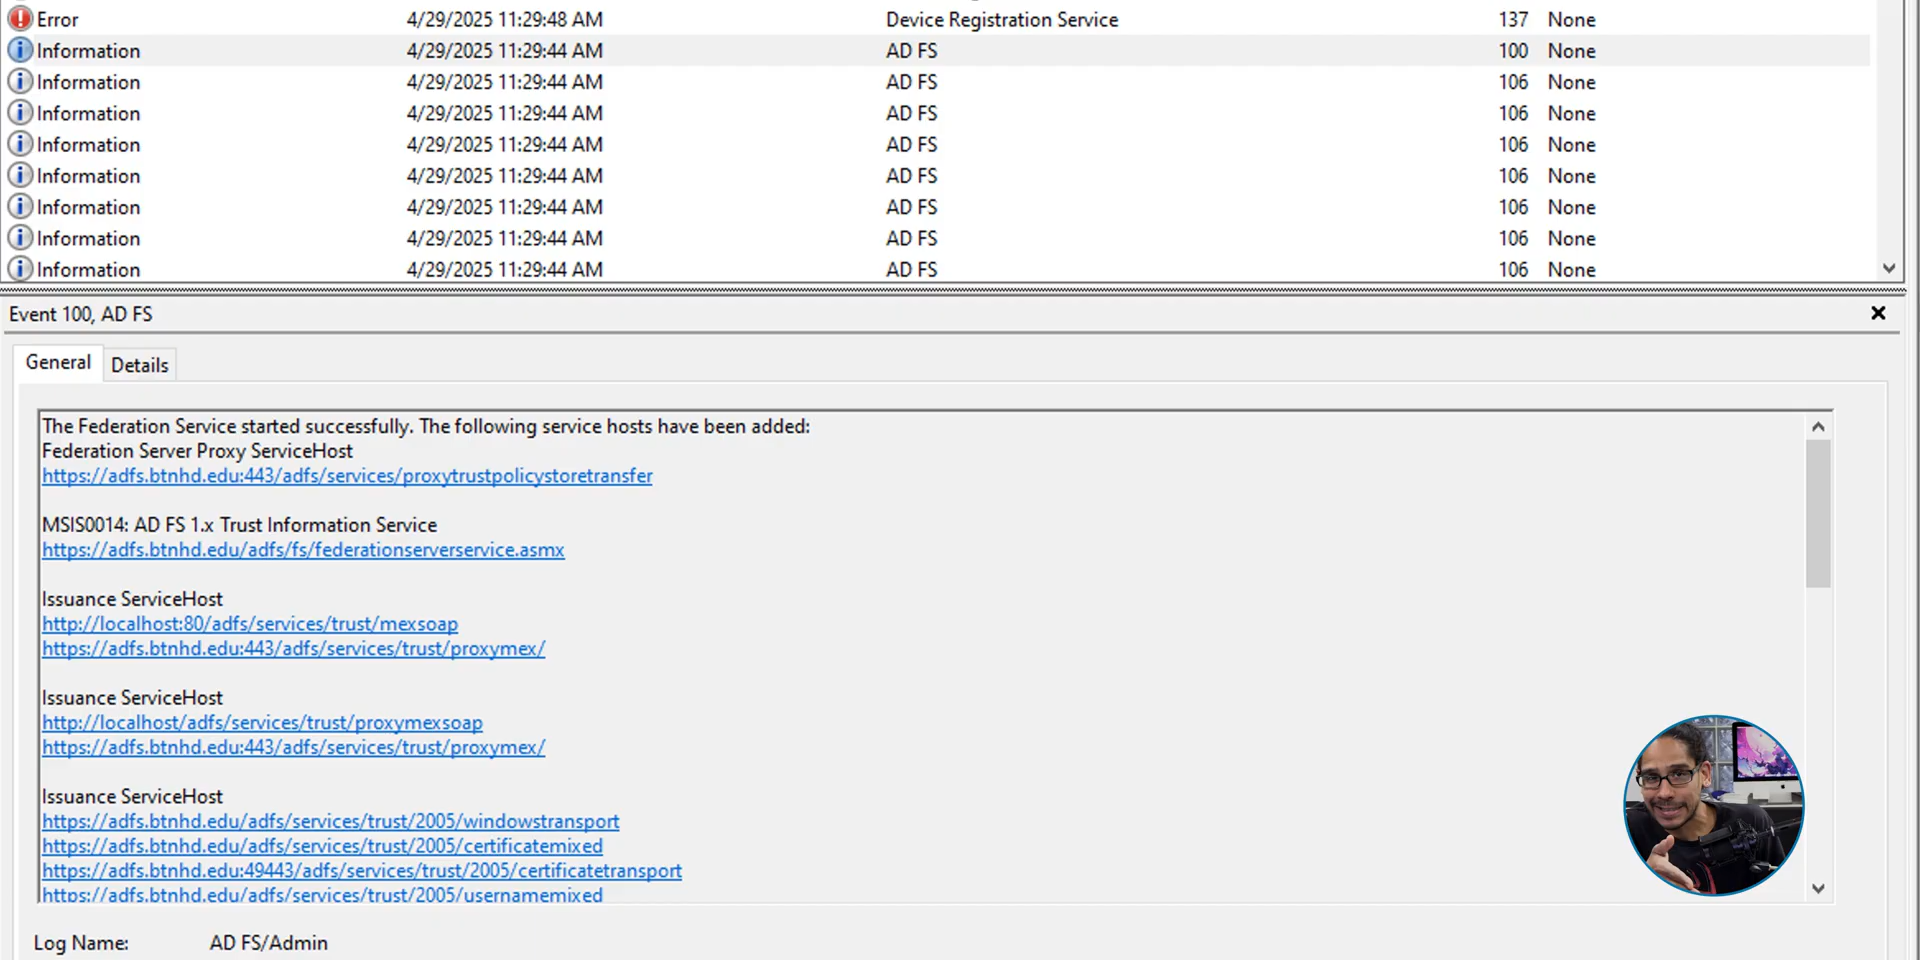 Error 4/29/2025 11:29:48 AM Device Registration Service 137 None
Information 4/29/2025 11:29:44 AM AD FS 100 None
Information 4/29/2025 11:29:44 AM AD FS 106 None
Information 4/29/2025 11:29:44 AM AD FS 106 None
Information 4/29/2025 11:29:44 AM AD FS 106 None
Information 4/29/2025 11:29:44 AM AD FS 106 None
Information 4/29/2025 11:29:44 AM AD FS 106 None
Information 4/29/2025 11:29:44 AM AD FS 106 None
Information 4/29/2025 11:29:44 AM AD FS 106 None
Event 100, AD FS
General Details
The Federation Service started successfully. The following service hosts have been added:
Federation Server Proxy ServiceHost
https://adfs.btnhd.edu:443/adfs/services/proxytrustpolicystoretransfer
MSIS0014: AD FS 1.x Trust Information Service
https://adfs.btnhd.edu/adfs/fs/federationserverservice.asmx
Issuance ServiceHost
http://localhost:80/adfs/services/trust/mexsoap
https://adfs.btnhd.edu:443/adfs/services/trust/proxymex/
Issuance ServiceHost
http://localhost/adfs/services/trust/proxymexsoap
https://adfs.btnhd.edu:443/adfs/services/trust/proxymex/
Issuance ServiceHost
https://adfs.btnhd.edu/adfs/services/trust/2005/windowstransport
https://adfs.btnhd.edu/adfs/services/trust/2005/certificatemixed
https://adfs.btnhd.edu:49443/adfs/services/trust/2005/certificatetransport
https://adfs.btnhd.edu/adfs/services/trust/2005/usernamemixed
Log Name: AD FS/Admin